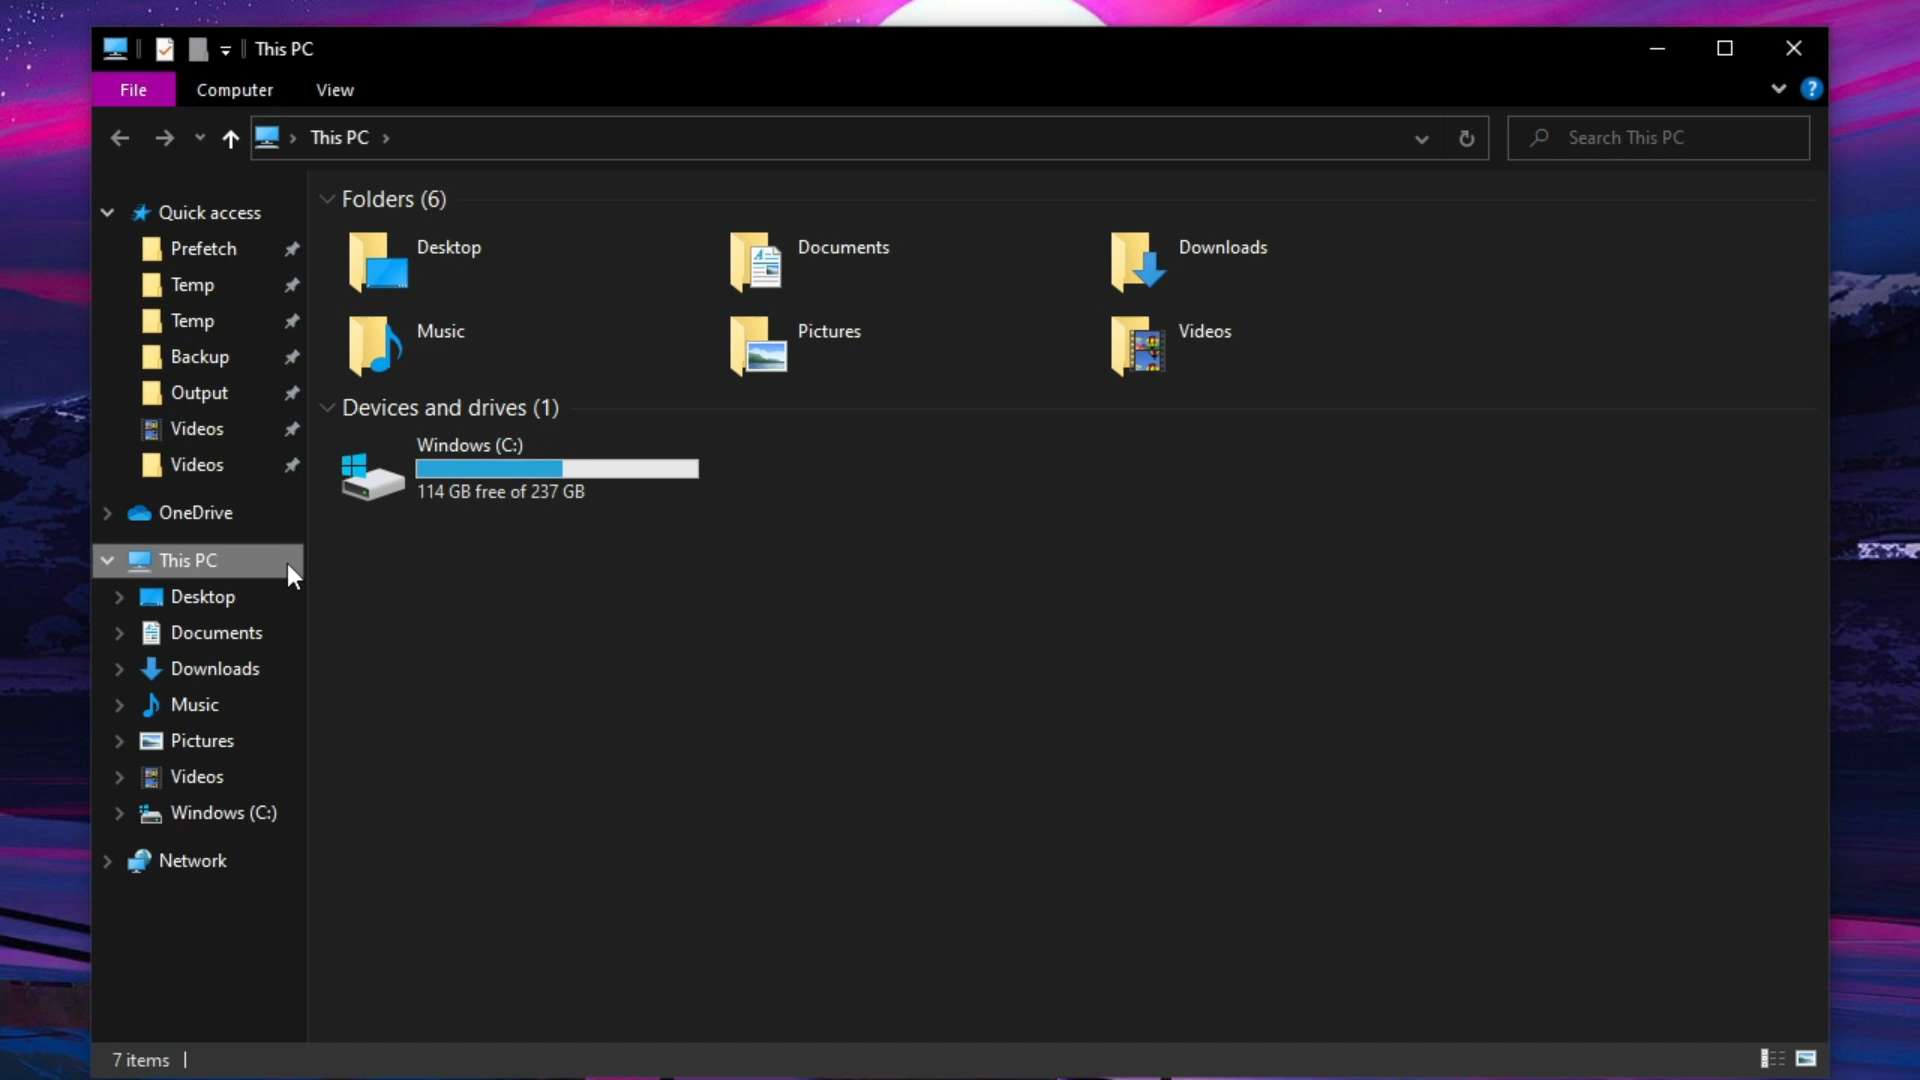 This PC
File
Computer
View
?
This PC
Search This PC
Quick access
Prefetch
Temp
Temp
Backup
Output
Videos
Videos
OneDrive
This PC
Desktop
Documents
Downloads
Music
Pictures
Videos
Windows (C:)
Network
Folders (6)
Desktop
Documents
Downloads
Music
Pictures
Videos
Devices and drives (1)
Windows (C:)
114 GB free of 237 GB
7 items